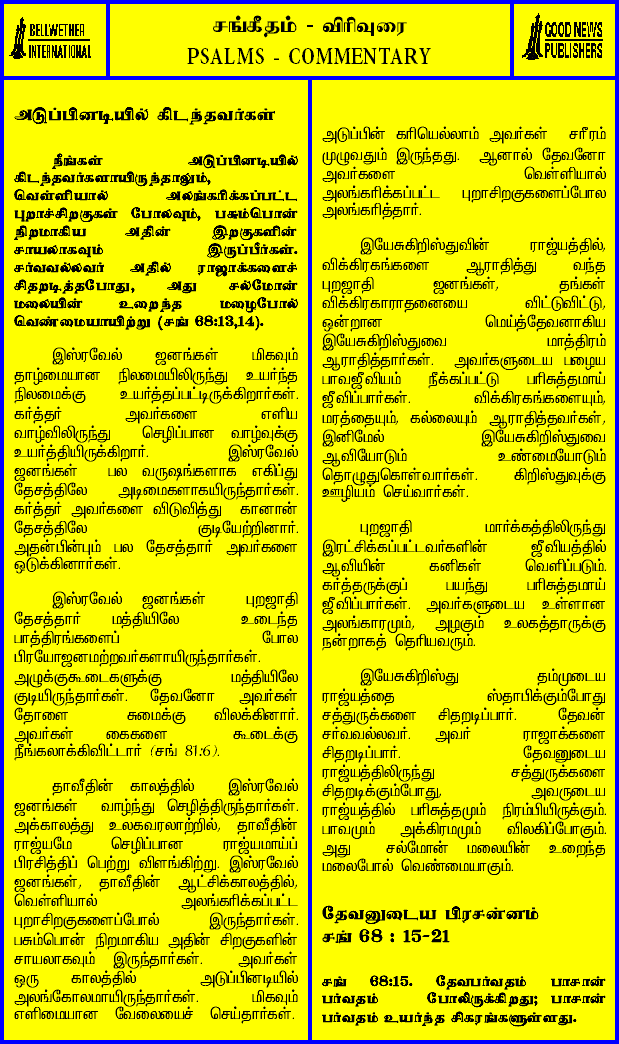 BELLWETHER
INTERNATIONAL
சங்கீதம் - விரிவுரை
PSALMS - COMMENTARY
GOOD NEWS
PUBLISHERS
அடுப்பினடியில் கிடந்தவர்கள்
நீங்கள் அடுப்பினடியில்
கிடந்தவர்களாயிருந்தாலும்,
வெள்ளியால் அலங்கரிக்கப்பட்ட
புறாச்சிறகுகள் போலவும், பசும்பொன்
நிறமாகிய அதின் இறகுகளின்
சாயலாகவும் இருப்பீர்கள்.
சர்வவல்லவர் அதில் ராஜாக்களைச்
சிதறடித்தபோது, அது சல்மோன்
மலையின் உறைந்த மழைபோல்
வெண்மையாயிற்று (சங் 68:13,14).
இஸ்ரவேல் ஜனங்கள் மிகவும்
தாழ்மையான நிலமையிலிருந்து உயர்ந்த
நிலமைக்கு உயர்த்தப்பட்டிருக்கிறார்கள்.
கர்த்தர் அவர்களை எளிய
வாழ்விலிருந்து செழிப்பான வாழ்வுக்கு
உயர்த்தியிருக்கிறார். இஸ்ரவேல்
ஜனங்கள் பல வருஷங்களாக எகிப்து
தேசத்திலே அடிமைகளாகயிருந்தார்கள்.
கர்த்தர் அவர்களை விடுவித்து கானான்
தேசத்திலே குடியேற்றினார்.
அதன்பின்பும் பல தேசத்தார் அவர்களை
ஒடுக்கினார்கள்.
இஸ்ரவேல் ஜனங்கள் புறஜாதி
தேசத்தார் மத்தியிலே உடைந்த
பாத்திரங்களைப் போல
பிரயோஜனமற்றவர்களாயிருந்தார்கள்.
அழுக்குகூடைகளுக்கு மத்தியிலே
குடியிருந்தார்கள். தேவனோ அவர்கள்
தோளை சுமைக்கு விலக்கினார்.
அவர்கள் கைகளை கூடைக்கு
நீங்கலாக்கிவிட்டார் (சங் 81:6).
தாவீதின் காலத்தில் இஸ்ரவேல்
ஜனங்கள் வாழ்ந்து செழித்திருந்தார்கள்.
அக்காலத்து உலகவரலாற்றில், தாவீதின்
ராஜ்யமே செழிப்பான ராஜ்யமாய்ப்
பிரசித்திப் பெற்று விளங்கிற்று. இஸ்ரவேல்
ஜனங்கள், தாவீதின் ஆட்சிக்காலத்தில்,
வெள்ளியால் அலங்கரிக்கப்பட்ட
புறாசிறகுகளைப்போல் இருந்தார்கள்.
பசும்பொன் நிறமாகிய அதின் சிறகுகளின்
சாயலாகவும் இருந்தார்கள். அவர்கள்
ஒரு காலத்தில் அடுப்பினடியில்
அலங்கோலமாயிருந்தார்கள். மிகவும்
எளிமையான வேலையைச் செய்தார்கள்.
அடுப்பின் கரியெல்லாம் அவர்கள் சரீரம்
முழுவதும் இருந்தது. ஆனால் தேவனோ
அவர்களை வெள்ளியால்
அலங்கரிக்கப்பட்ட புறாசிறகுகளைப்போல
அலங்கரித்தார்.
இயேசுகிறிஸ்துவின் ராஜ்யத்தில்,
விக்கிரகங்களை ஆராதித்து வந்த
புறஜாதி ஜனங்கள், தங்கள்
விக்கிரகாராதனையை விட்டுவிட்டு,
ஒன்றான மெய்த்தேவனாகிய
இயேசுகிறிஸ்துவை மாத்திரம்
ஆராதித்தார்கள். அவர்களுடைய பழைய
பாவஜீவியம் நீக்கப்பட்டு பரிசுத்தமாய்
ஜீவிப்பார்கள். விக்கிரகங்களையும்,
மரத்தையும், கல்லையும் ஆராதித்தவர்கள்,
இனிமேல் இயேசுகிறிஸ்துவை
ஆவியோடும் உண்மையோடும்
தொழுதுகொள்வார்கள். கிறிஸ்துவுக்கு
ஊழியம் செய்வார்கள்.
புறஜாதி மார்க்கத்திலிருந்து
இரட்சிக்கப்பட்டவர்களின் ஜீவியத்தில்
ஆவியின் கனிகள் வெளிப்படும்.
கர்த்தருக்குப் பயந்து பரிசுத்தமாய்
ஜீவிப்பார்கள். அவர்களுடைய உள்ளான
அலங்காரமும், அழகும் உலகத்தாருக்கு
நன்றாகத் தெரியவரும்.
இயேசுகிறிஸ்து தம்முடைய
ராஜ்யத்தை ஸ்தாபிக்கும்போது
சத்துருக்களை சிதறடிப்பார். தேவன்
சர்வவல்லவர். அவர் ராஜாக்களை
சிதறடிப்பார். தேவனுடைய
ராஜ்யத்திலிருந்து சத்துருக்களை
சிதறடிக்கும்போது, அவருடைய
ராஜ்யத்தில் பரிசுத்தமும் நிரம்பியிருக்கும்.
பாவமும் அக்கிரமமும் விலகிப்போகும்.
அது சல்மோன் மலையின் உறைந்த
மலைபோல் வெண்மையாகும்.
தேவனுடைய பிரசன்னம்
சங் 68 : 15-21
சங் 68:15. தேவபர்வதம் பாசான்
பர்வதம் போலிருக்கிறது; பாசான்
பர்வதம் உயர்ந்த சிகரங்களுள்ளது.